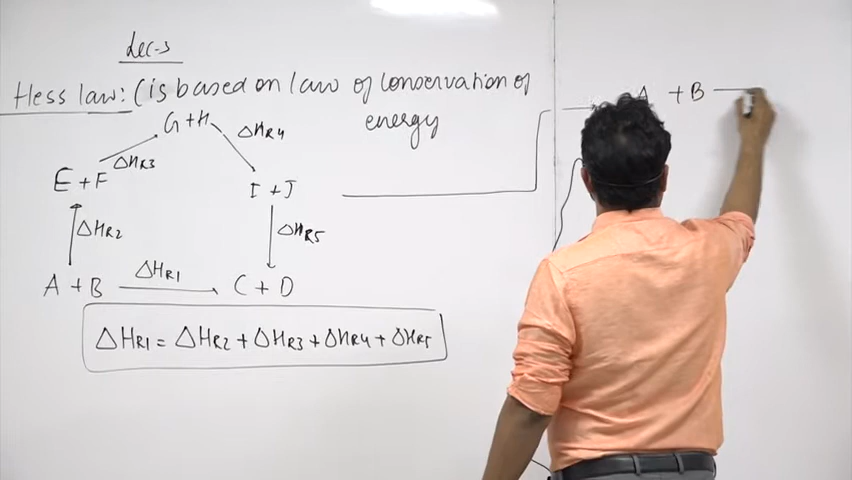 Lec-3
Hess law: (is based on law of conservation of
energy
G+H
ΔHR4
ΔHR3
E + F
I + J
ΔHR2
ΔHR5
ΔHR1
A + B
C + D
ΔHR1 = ΔHR2 + ΔHR3 + ΔHR4 + ΔHR5
A + B